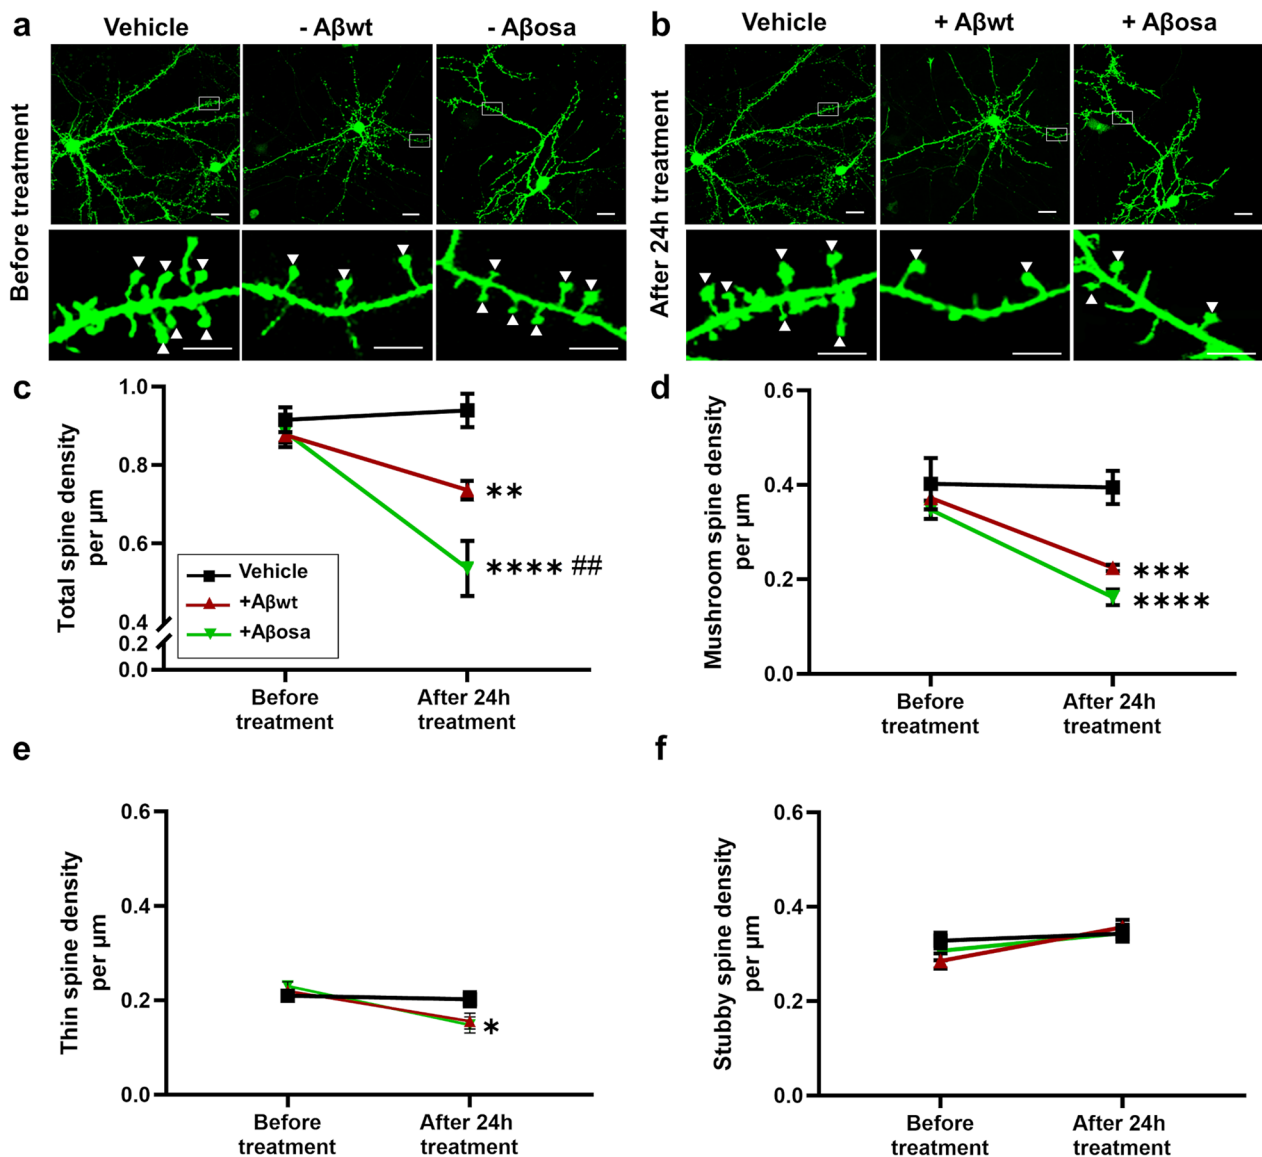 a
Vehicle
- Aβwt
- Aβosa
Before treatment
b
Vehicle
+ Aβwt
+ Aβosa
After 24h treatment
c
Total spine density
per µm
1.0
0.8
0.6
0.4
0.2
0.0
**
**** ##
Vehicle
+Aβwt
+Aβosa
Before
treatment
After 24h
treatment
d
Mushroom spine density
per µm
0.6
0.4
0.2
0.0
***
****
Before
treatment
After 24h
treatment
e
Thin spine density
per µm
0.6
0.4
0.2
0.0
*
Before
treatment
After 24h
treatment
f
Stubby spine density
per µm
0.6
0.4
0.2
0.0
Before
treatment
After 24h
treatment